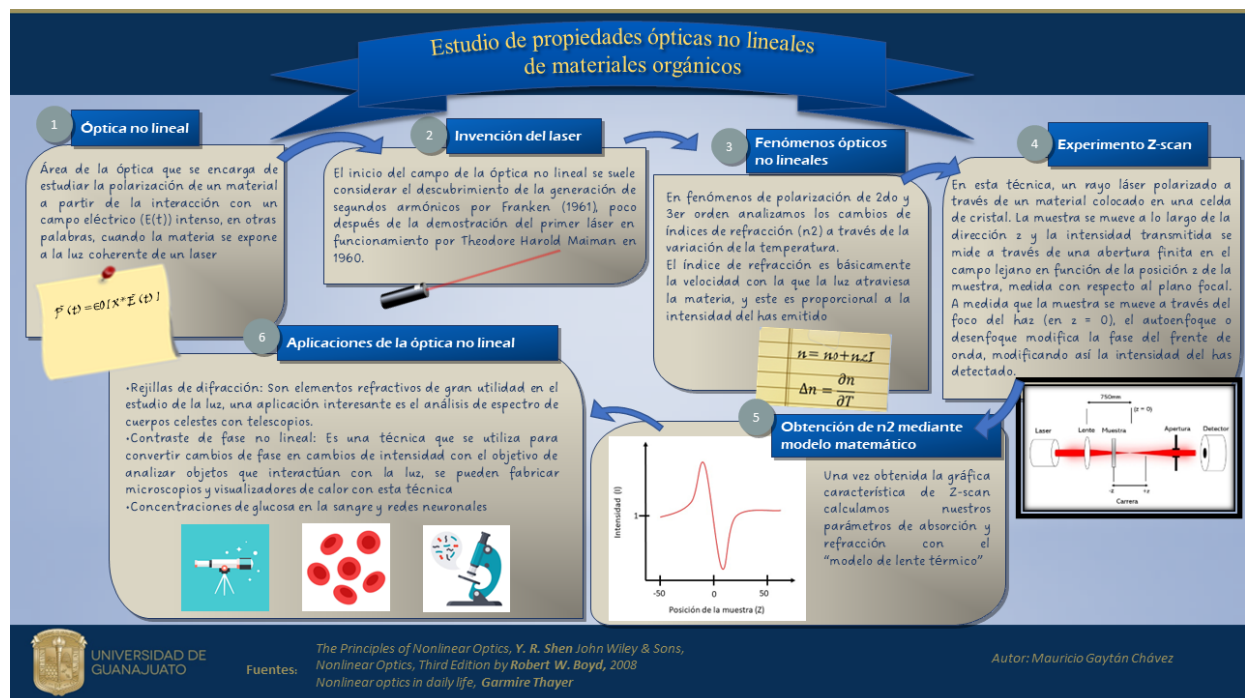 Estudio de propiedades ópticas no lineales
de materiales orgánicos
1
Óptica no lineal
Área de la óptica que se encarga de
estudiar la polarización de un material
a partir de la interacción con un
campo eléctrico (E(t)) intenso, en otras
palabras, cuando la materia se expone
a la luz coherente de un laser
2
Invención del laser
El inicio del campo de la óptica no lineal se suele
considerar el descubrimiento de la generación de
segundos armónicos por Franken (1961), poco
después de la demostración del primer láser en
funcionamiento por Theodore Harold Maiman en
1960.
3
Fenómenos ópticos
no lineales
En fenómenos de polarización de 2do y
3er orden analizamos los cambios de
índices de refracción (n2) a través de la
variación de la temperatura.
El índice de refracción es básicamente
la velocidad con la que la luz atraviesa
la materia, y este es proporcional a la
intensidad del has emitido
n= n0+n2I
Δn = ∂n/∂T
4
Experimento Z-scan
En esta técnica, un rayo láser polarizado a
través de un material colocado en una celda
de cristal. La muestra se mueve a lo largo de la
dirección z y la intensidad transmitida se
mide a través de una abertura finita en el
campo lejano en función de la posición z de la
muestra, medida con respecto al plano focal.
A medida que la muestra se mueve a través del
foco del haz (en z = 0), el autoenfoque o
desenfoque modifica la fase del frente de
onda, modificando así la intensidad del has
detectado.
750mm
(z = 0)
Laser
Lente
Muestra
Apertura
Detector
-z
+z
Carrera
5
Obtención de n2 mediante
modelo matemático
Una vez obtenida la gráfica
característica de Z-scan
calculamos nuestros
parámetros de absorción y
refracción con el
"modelo de lente térmico"
Intensidad (I)
1
-50
0
50
Posición de la muestra (Z)
6
Aplicaciones de la óptica no lineal
•Rejillas de difracción: Son elementos refractivos de gran utilidad en el
estudio de la luz, una aplicación interesante es el análisis de espectro de
cuerpos celestes con telescopios.
•Contraste de fase no lineal: Es una técnica que se utiliza para
convertir cambios de fase en cambios de intensidad con el objetivo de
analizar objetos que interactúan con la luz, se pueden fabricar
microscopios y visualizadores de calor con esta técnica
•Concentraciones de glucosa en la sangre y redes neuronales
UNIVERSIDAD DE
GUANAJUATO
Fuentes:
The Principles of Nonlinear Optics, Y. R. Shen John Wiley & Sons,
Nonlinear Optics, Third Edition by Robert W. Boyd, 2008
Nonlinear optics in daily life, Garmire Thayer
Autor: Mauricio Gaytán Chávez